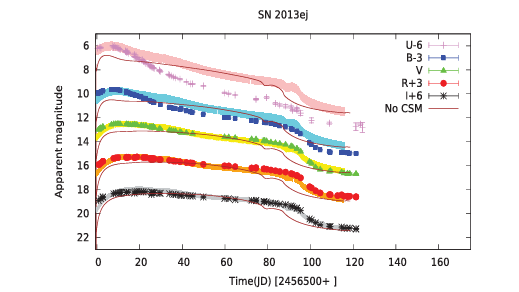 SN 2013ej
Apparent magnitude
6
8
10
12
14
16
18
20
22
U-6
B-3
V
R+3
I+6
No CSM
0 20 40 60 80 100 120 140 160
Time(JD) [2456500+ ]